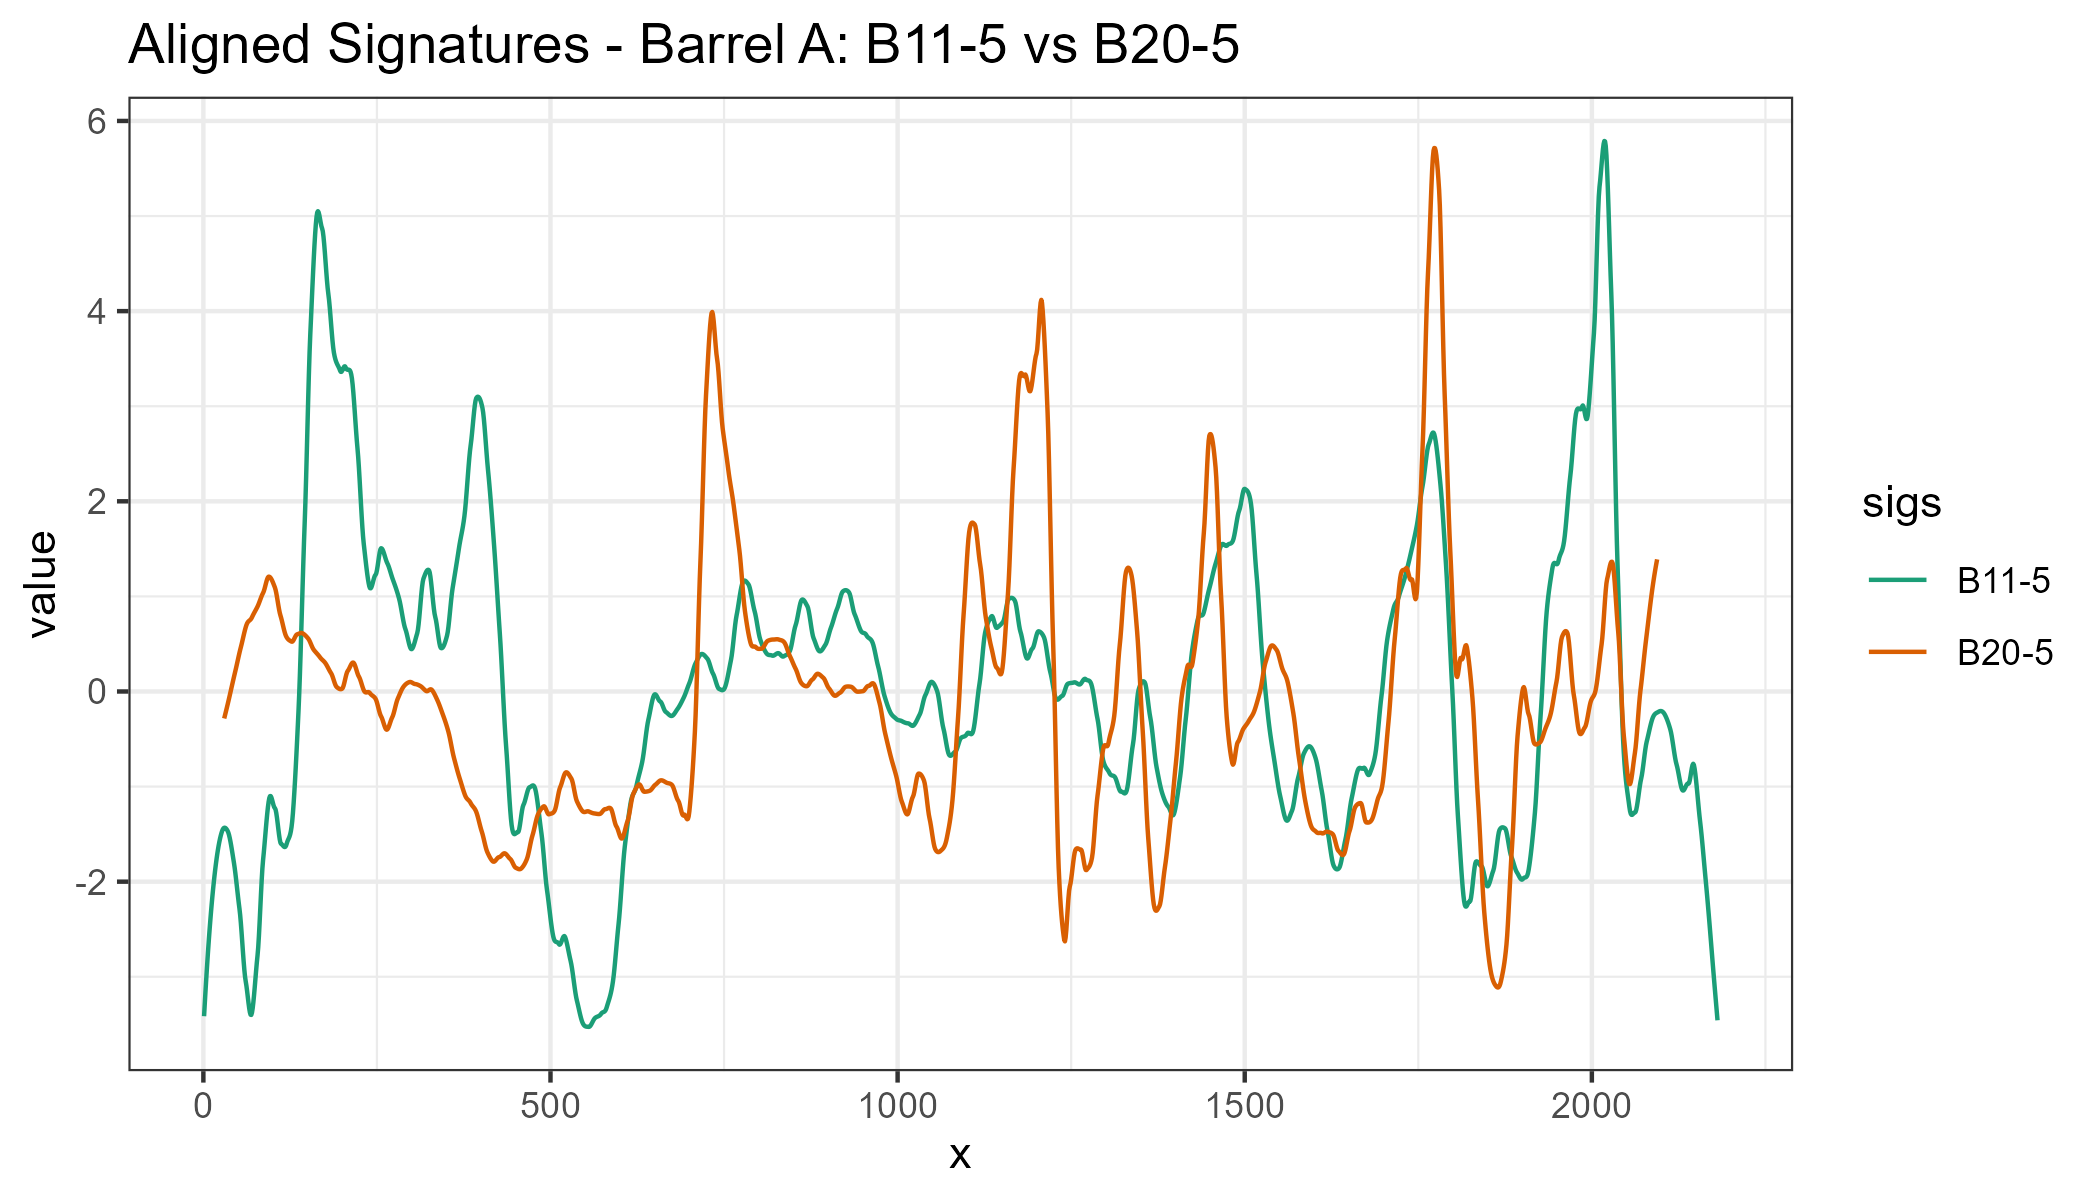 Aligned Signatures - Barrel A: B11-5 vs B20-5
6
4
2
0
-2
value
0 500 1000 1500 2000
x
sigs
B11-5
B20-5